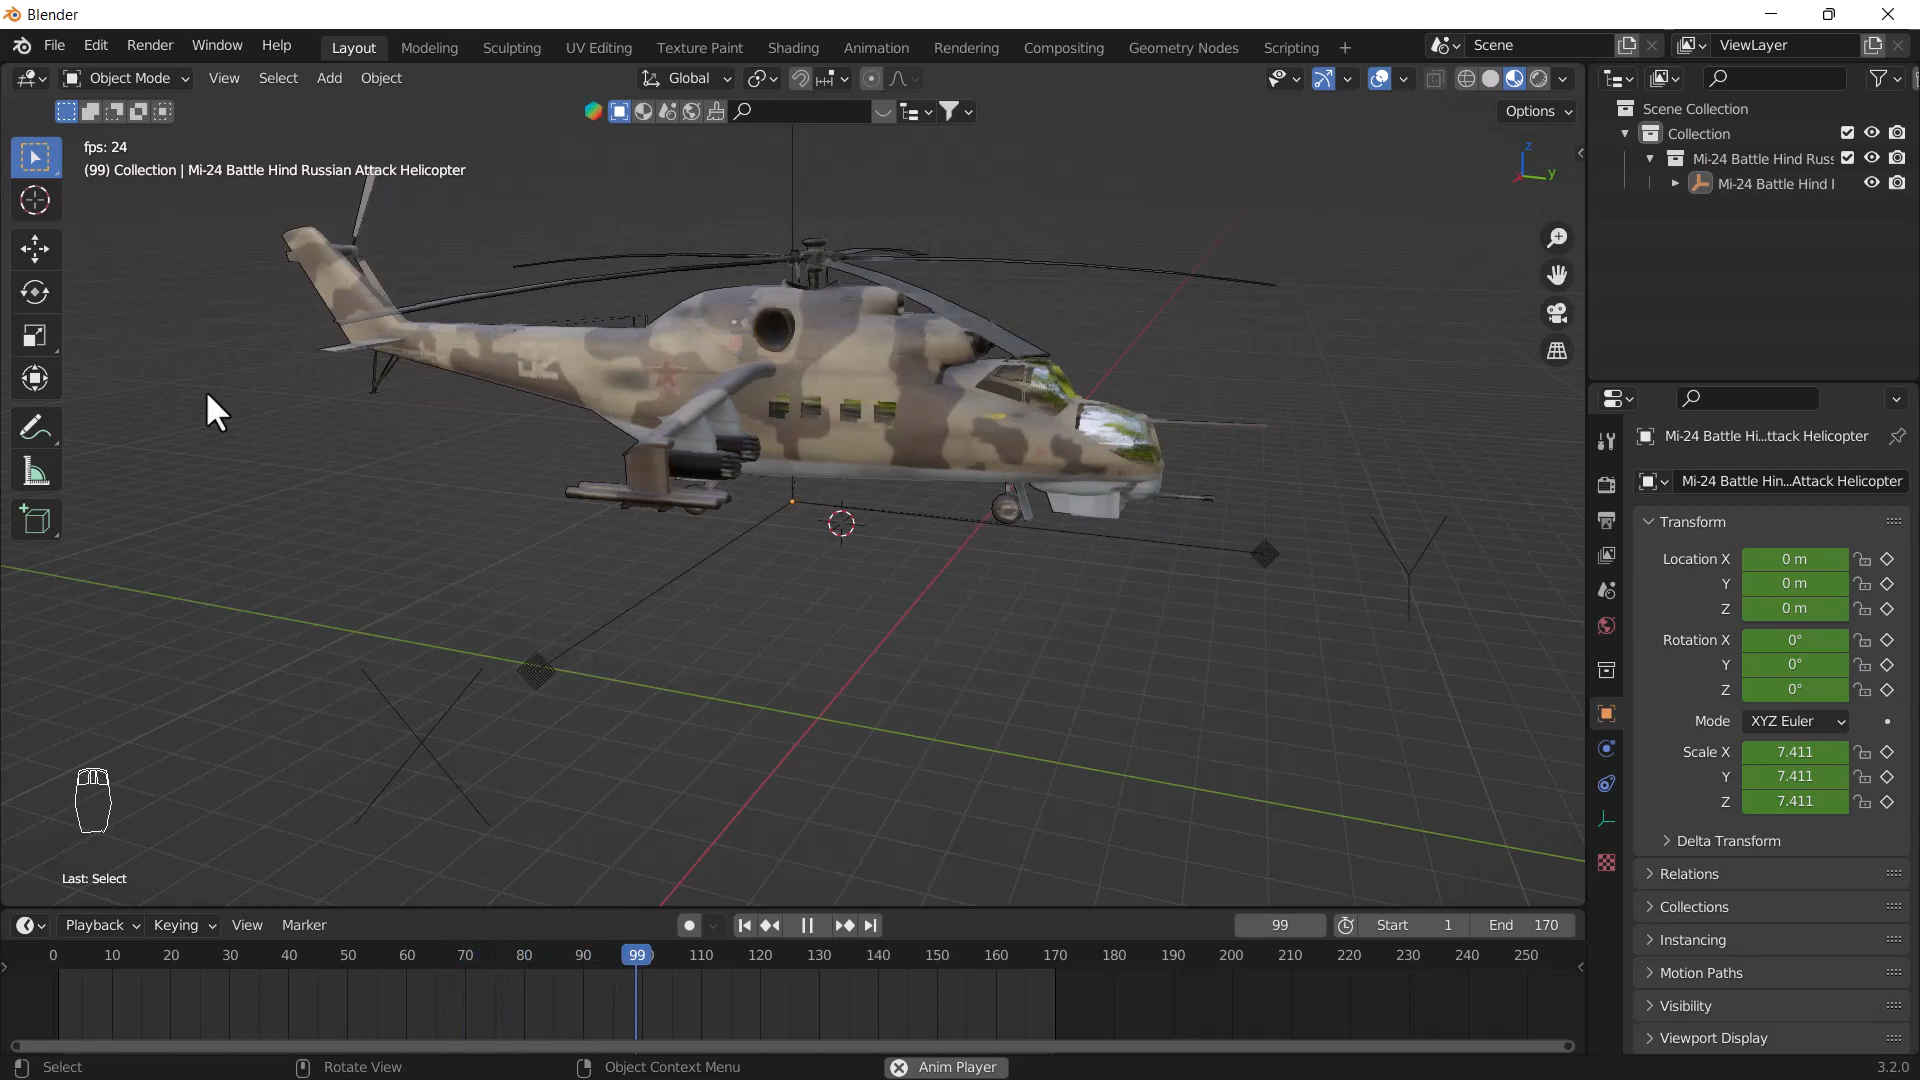 Blender
File Edit Render Window Help
Layout Modeling Sculpting UV Editing Texture Paint Shading Animation Rendering Compositing Geometry Nodes Scripting +
Scene
ViewLayer
Object Mode View Select Add Object
Global
Options
fps: 24
(99) Collection | Mi-24 Battle Hind Russian Attack Helicopter
Z
Y
Scene Collection
Collection
Mi-24 Battle Hind Russ
Mi-24 Battle Hind I
Mi-24 Battle Hi...ttack Helicopter
Mi-24 Battle Hin...Attack Helicopter
Transform
Location X 0 m
Y 0 m
Z 0 m
Rotation X 0°
Y 0°
Z 0°
Mode XYZ Euler
Scale X 7.411
Y 7.411
Z 7.411
Delta Transform
Relations
Collections
Instancing
Motion Paths
Visibility
Viewport Display
Last: Select
Playback Keying View Marker
99
Start 1 End 170
0 10 20 30 40 50 60 70 80 90 99 110 120 130 140 150 160 170 180 190 200 210 220 230 240 250
Select Rotate View Object Context Menu Anim Player 3.2.0